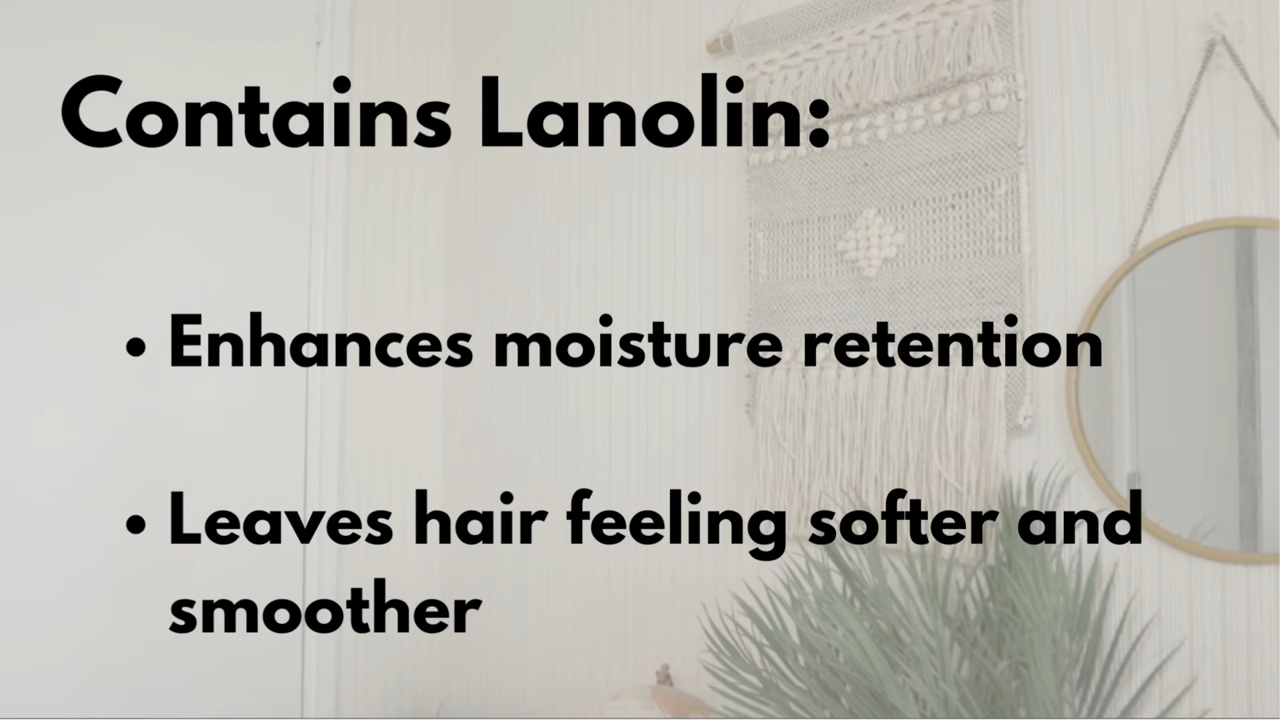 Contains Lanolin:
• Enhances moisture retention
• Leaves hair feeling softer and
smoother